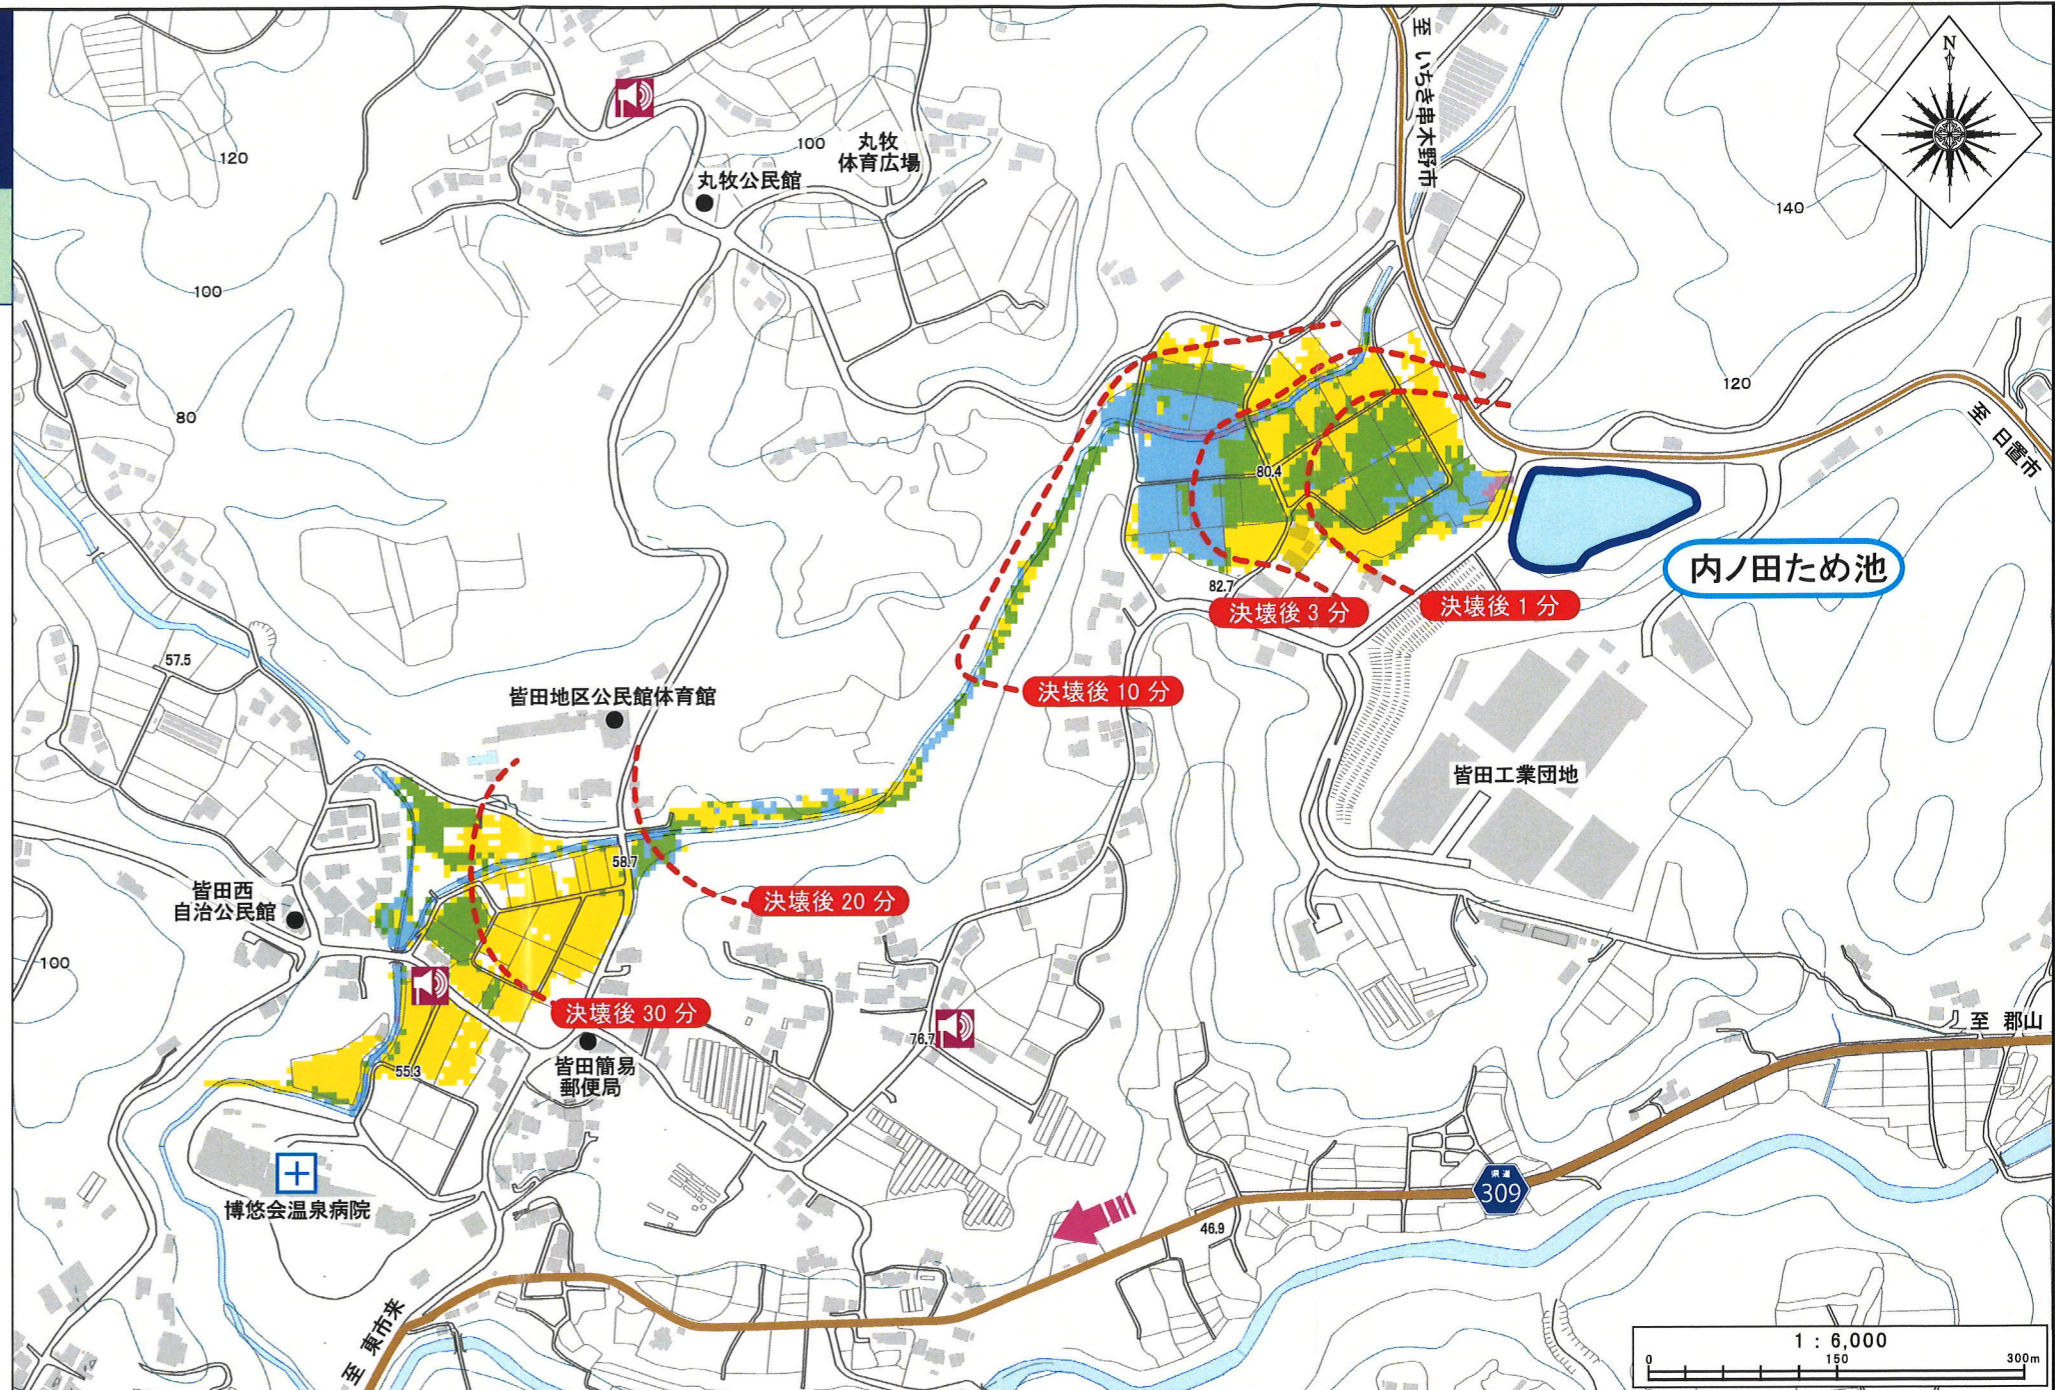 至 いちき串木野市
N
120
100
丸牧
体育広場
丸牧公民館
140
100
80
120
至 日置市
80.4
内ノ田ため池
82.7
決壊後 3 分
決壊後 1 分
57.5
決壊後 10 分
皆田地区公民館体育館
皆田工業団地
58.7
皆田西
自治公民館
決壊後 20 分
100
決壊後 30 分
至 郡山
76.7
皆田簡易
郵便局
55.3
博悠会温泉病院
県道
309
46.9
至 東市来
1 : 6,000
0 150 300m